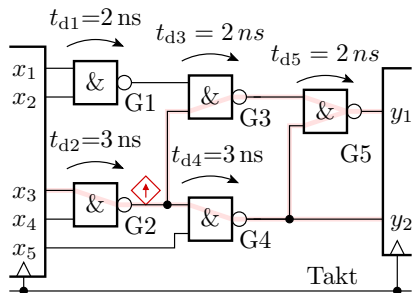 t_d1=2 ns
t_d3 = 2 ns
t_d5 = 2 ns
x_1
x_2
&
G1
&
G3
&
G5
y_1
t_d2=3 ns
t_d4=3 ns
x_3
x_4
x_5
&
G2
&
G4
y_2
Takt